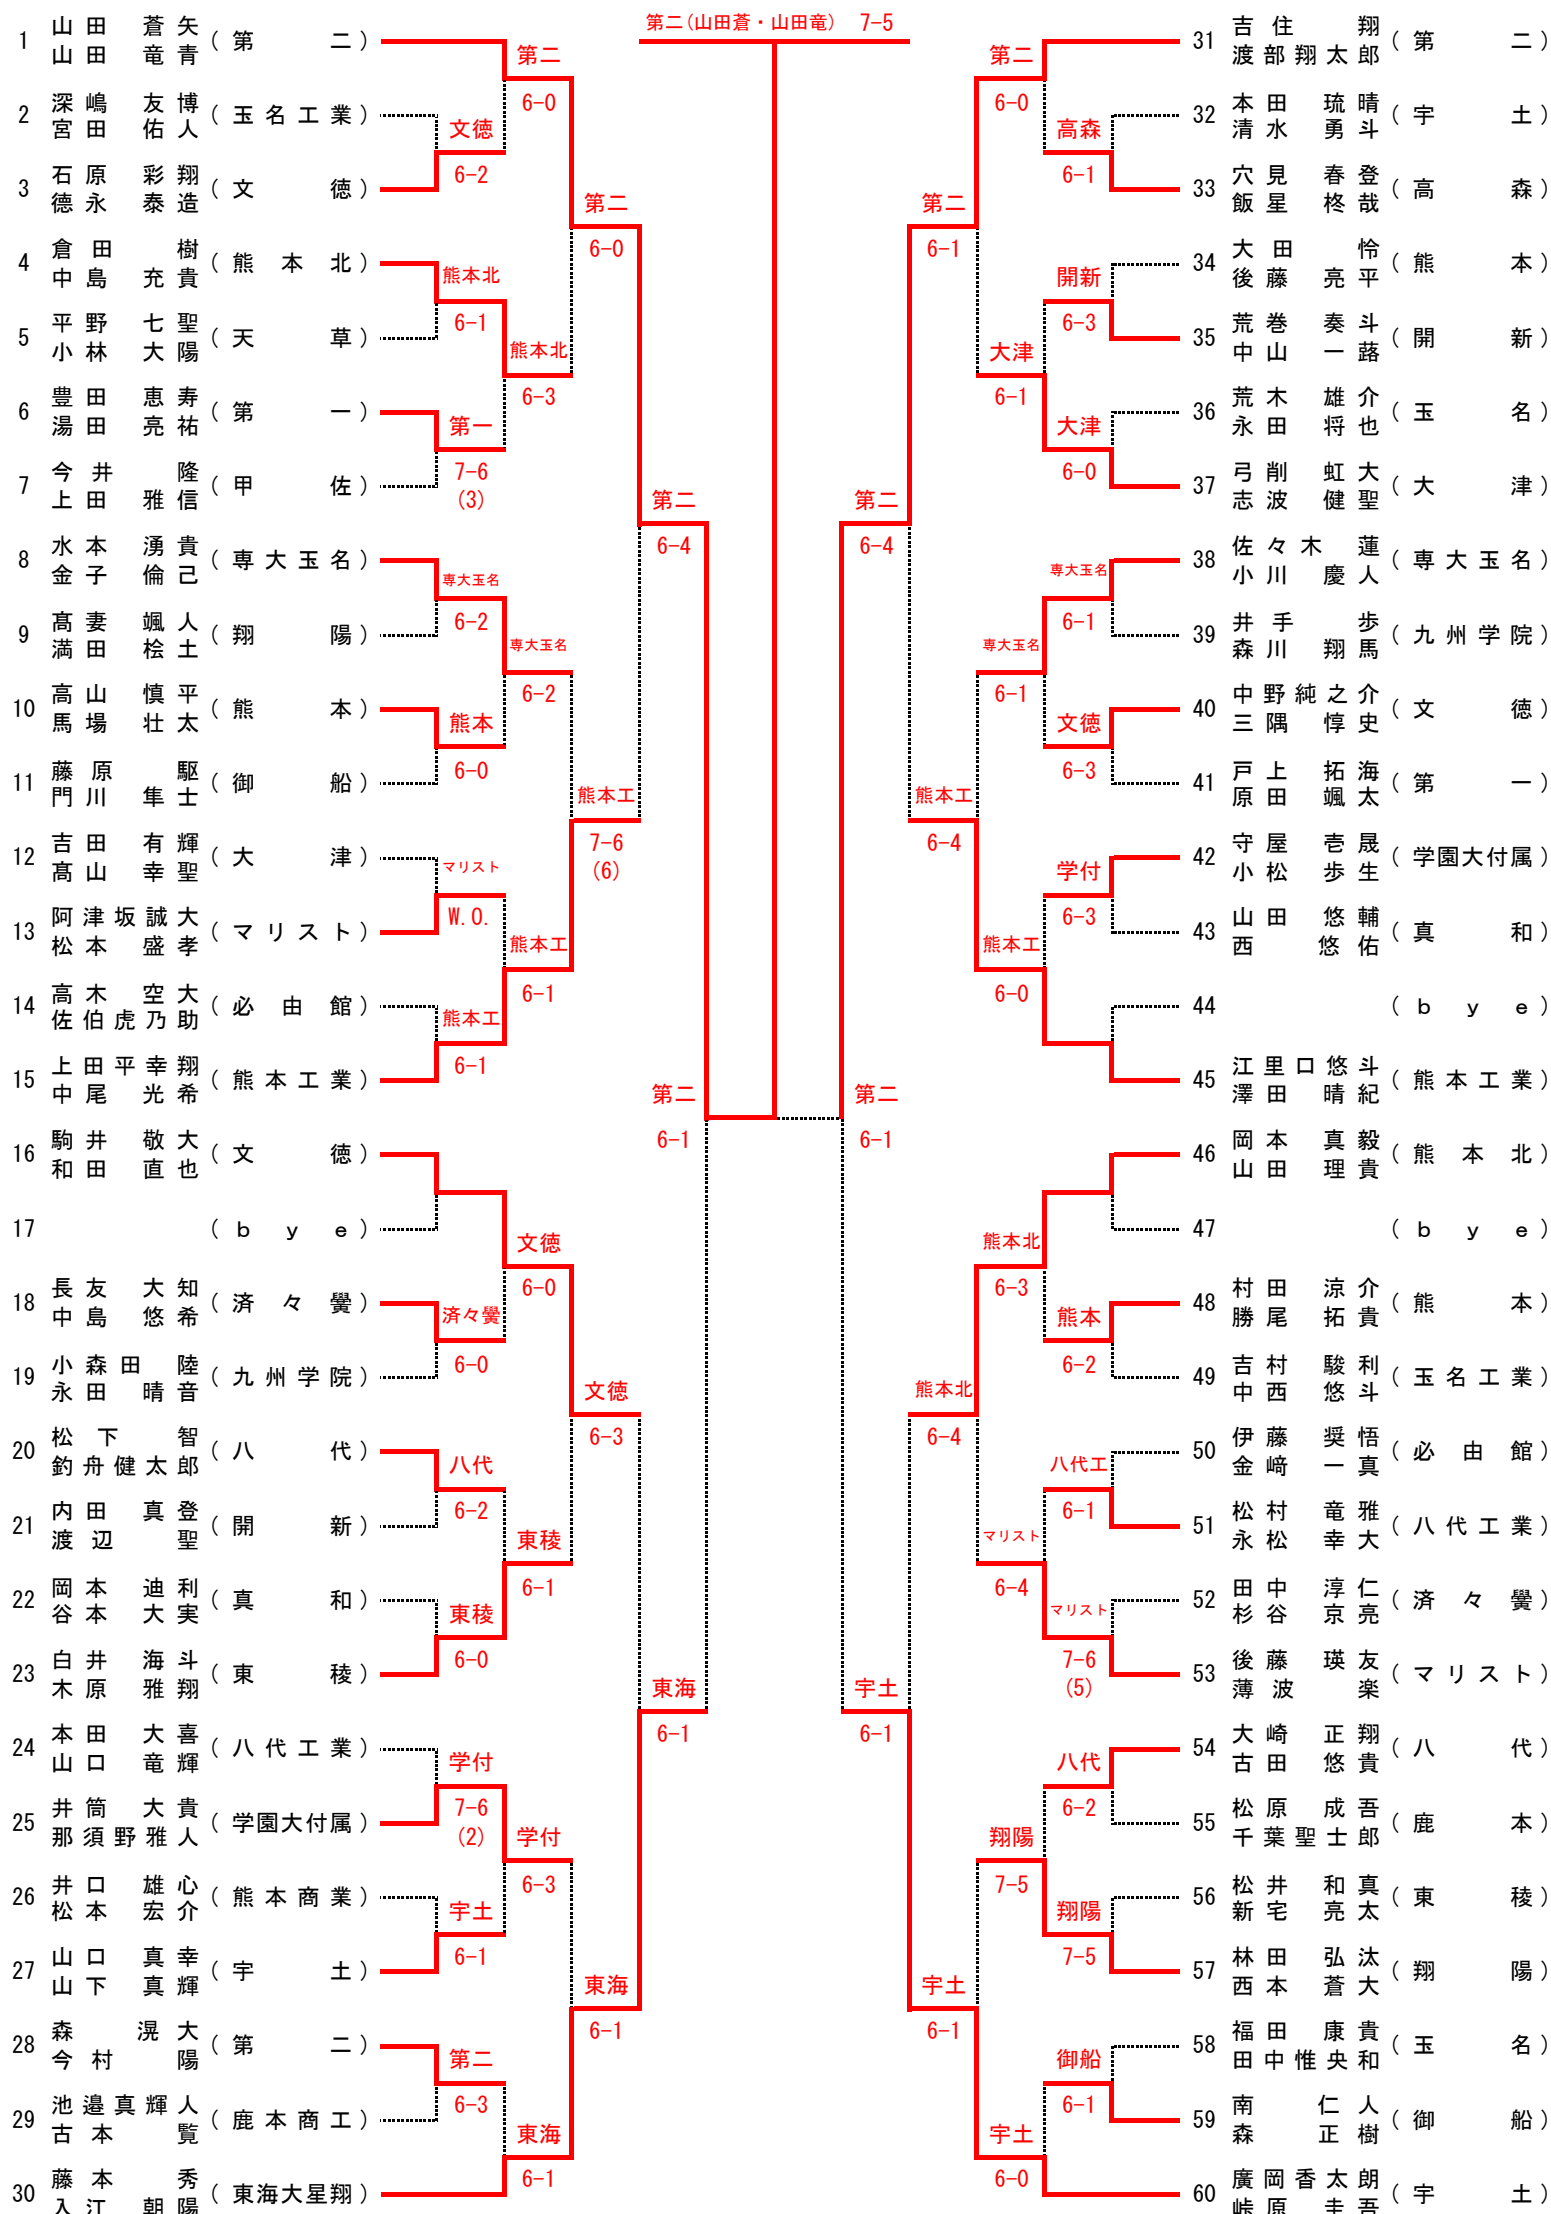 第二(山田蒼・山田竜) 7-5
1 山田 蒼矢 (第二)
山田 竜青
2 深嶋 友博 (玉名工業)
宮田 佑人
3 石原 彩翔 (文徳)
德永 泰造
4 倉田 樹 (熊本北)
中島 充貴
5 平野 七聖 (天草)
小林 大陽
6 豊田 恵寿 (第一)
湯田 亮祐
7 今井 隆 (甲佐)
上田 雅信
8 水本 湧貴 (専大玉名)
金子 倫己
9 髙妻 颯人 (翔陽)
満田 桧土
10 高山 慎平 (熊本)
馬場 壮太
11 藤原 駆 (御船)
門川 隼士
12 吉田 有輝 (大津)
髙山 幸聖
13 阿津坂誠大 (マリスト)
松本 盛孝
14 高木 空大 (必由館)
佐伯虎乃助
15 上田平幸翔 (熊本工業)
中尾 光希
16 駒井 敬大 (文徳)
和田 直也
17 (bye)
18 長友 大知 (済々黌)
中島 悠希
19 小森田 陸 (九州学院)
永田 晴音
20 松下 智 (八代)
釣舟健太郎
21 内田 真登 (開新)
渡辺 聖
22 岡本 迪利 (真和)
谷本 大実
23 白井 海斗 (東稜)
木原 雅翔
24 本田 大喜 (八代工業)
山口 竜輝
25 井筒 大貴 (学園大付属)
那須野雅人
26 井口 雄心 (熊本商業)
松本 宏介
27 山口 真幸 (宇土)
山下 真輝
28 森 滉大 (第二)
今村 陽
29 池邉真輝人 (鹿本商工)
古本 覧
30 藤本 秀 (東海大星翔)
入江 朝陽
第二
6-0
文徳
6-2
第二
6-0
熊本北
6-1
熊本北
6-3
第一
7-6
(3)
第二
6-4
専大玉名
6-2
専大玉名
6-2
熊本
6-0
熊本工
7-6
(6)
マリスト
W.O.
熊本工
6-1
熊本工
6-1
第二
6-1
文徳
6-0
済々黌
6-0
文徳
6-3
八代
6-2
東稜
6-1
東稜
6-0
東海
6-1
学付
7-6
(2)
学付
6-3
宇土
6-1
東海
6-1
第二
6-3
東海
6-1
第二
6-0
高森
6-1
第二
6-1
開新
6-3
大津
6-1
大津
6-0
第二
6-4
専大玉名
6-1
専大玉名
6-1
文徳
6-3
熊本工
6-4
学付
6-3
熊本工
6-0
第二
6-1
熊本北
6-3
熊本
6-2
熊本北
6-4
八代工
6-1
マリスト
6-4
マリスト
7-6
(5)
宇土
6-1
八代
6-2
翔陽
7-5
翔陽
7-5
宇土
6-1
御船
6-1
宇土
6-0
31 吉住 翔 (第二)
渡部翔太郎
32 本田 琉晴 (宇土)
清水 勇斗
33 穴見 春登 (高森)
飯星 柊哉
34 大田 怜 (熊本)
後藤 亮平
35 荒巻 奏斗 (開新)
中山 一蕗
36 荒木 雄介 (玉名)
永田 将也
37 弓削 虹大 (大津)
志波 健聖
38 佐々木 蓮 (専大玉名)
小川 慶人
39 井手 歩 (九州学院)
森川 翔馬
40 中野純之介 (文徳)
三隅 惇史
41 戸上 拓海 (第一)
原田 颯太
42 守屋 壱晟 (学園大付属)
小松 歩生
43 山田 悠輔 (真和)
西 悠佑
44 (bye)
45 江里口悠斗 (熊本工業)
澤田 晴紀
46 岡本 真毅 (熊本北)
山田 理貴
47 (bye)
48 村田 涼介 (熊本)
勝尾 拓貴
49 吉村 駿利 (玉名工業)
中西 悠斗
50 伊藤 奨悟 (必由館)
金﨑 一真
51 松村 竜雅 (八代工業)
永松 幸大
52 田中 淳仁 (済々黌)
杉谷 京亮
53 後藤 瑛友 (マリスト)
薄波 楽
54 大崎 正翔 (八代)
古田 悠貴
55 松原 成吾 (鹿本)
千葉聖士郎
56 松井 和真 (東稜)
新宅 亮太
57 林田 弘汰 (翔陽)
西本 蒼大
58 福田 康貴 (玉名)
田中惟央和
59 南 仁人 (御船)
森 正樹
60 廣岡香太朗 (宇土)
峠原 圭吾